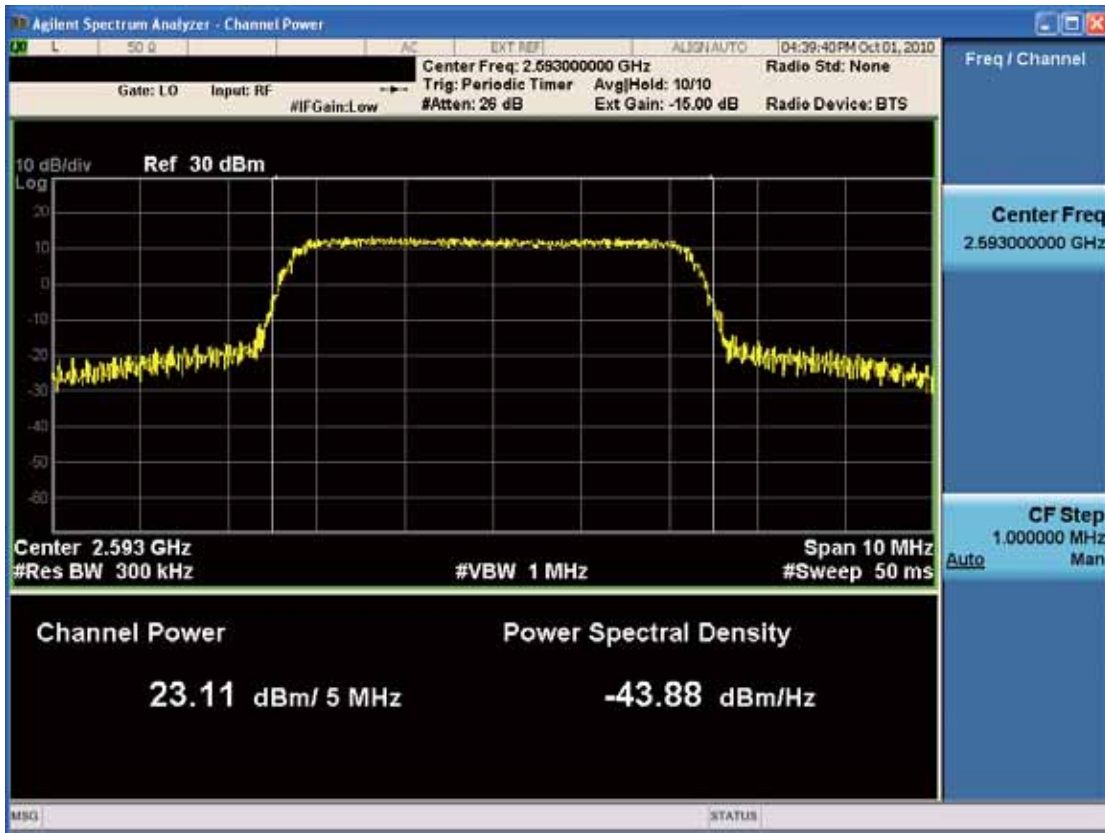 Agilent Spectrum Analyzer - Channel Power
L 50 Ω AC EXT REF ALIGNAUTO 04:39:40 PM Oct 01, 2010
Center Freq: 2.593000000 GHz Radio Std: None
Gate: LO Input: RF Trig: Periodic Timer Avg|Hold: 10/10
#IFGain:Low #Atten: 26 dB Ext Gain: -15.00 dB Radio Device: BTS
10 dB/div Ref 30 dBm
Log
20
10
0
-10
-20
-30
-40
-50
-60
Center 2.593 GHz Span 10 MHz
#Res BW 300 kHz #VBW 1 MHz #Sweep 50 ms
Channel Power Power Spectral Density
23.11 dBm/ 5 MHz -43.88 dBm/Hz
MSG STATUS
Freq / Channel
Center Freq
2.593000000 GHz
CF Step
1.000000 MHz
Auto Man